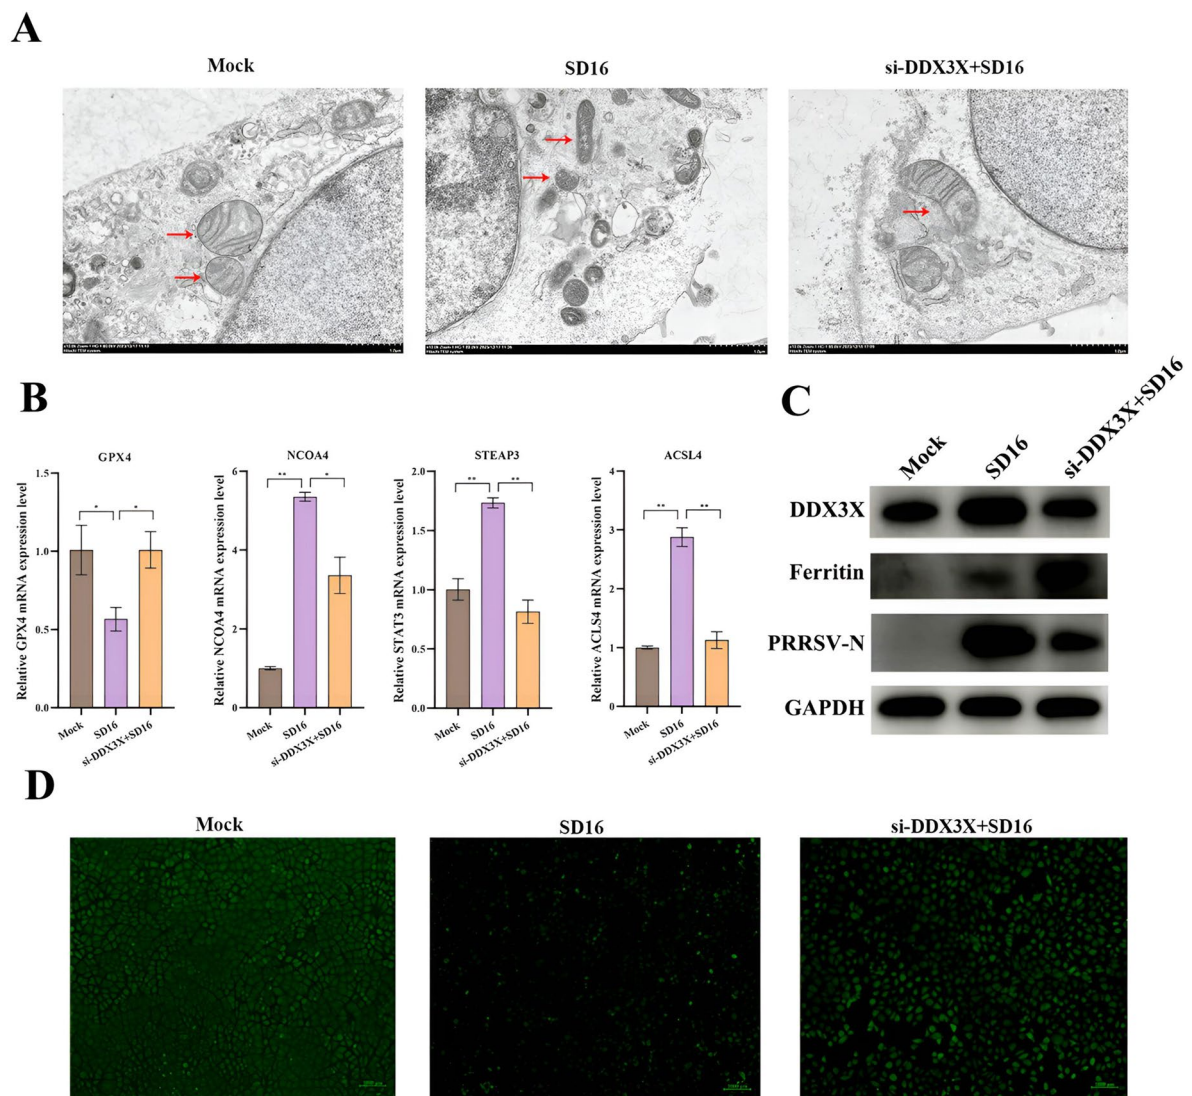 A
Mock
SD16
si-DDX3X+SD16
B
GPX4
Relative GPX4 mRNA expression level
1.5
1.0
0.5
0.0
*
*
Mock
SD16
si-DDX3X+SD16
NCOA4
Relative NCOA4 mRNA expression level
6
4
2
0
**
*
Mock
SD16
si-DDX3X+SD16
STEAP3
Relative STAT3 mRNA expression level
2.0
1.5
1.0
0.5
0.0
**
**
Mock
SD16
si-DDX3X+SD16
ACSL4
Relative ACLS4 mRNA expression level
4
3
2
1
0
**
**
Mock
SD16
si-DDX3X+SD16
C
Mock
SD16
si-DDX3X+SD16
DDX3X
Ferritin
PRRSV-N
GAPDH
D
Mock
SD16
si-DDX3X+SD16